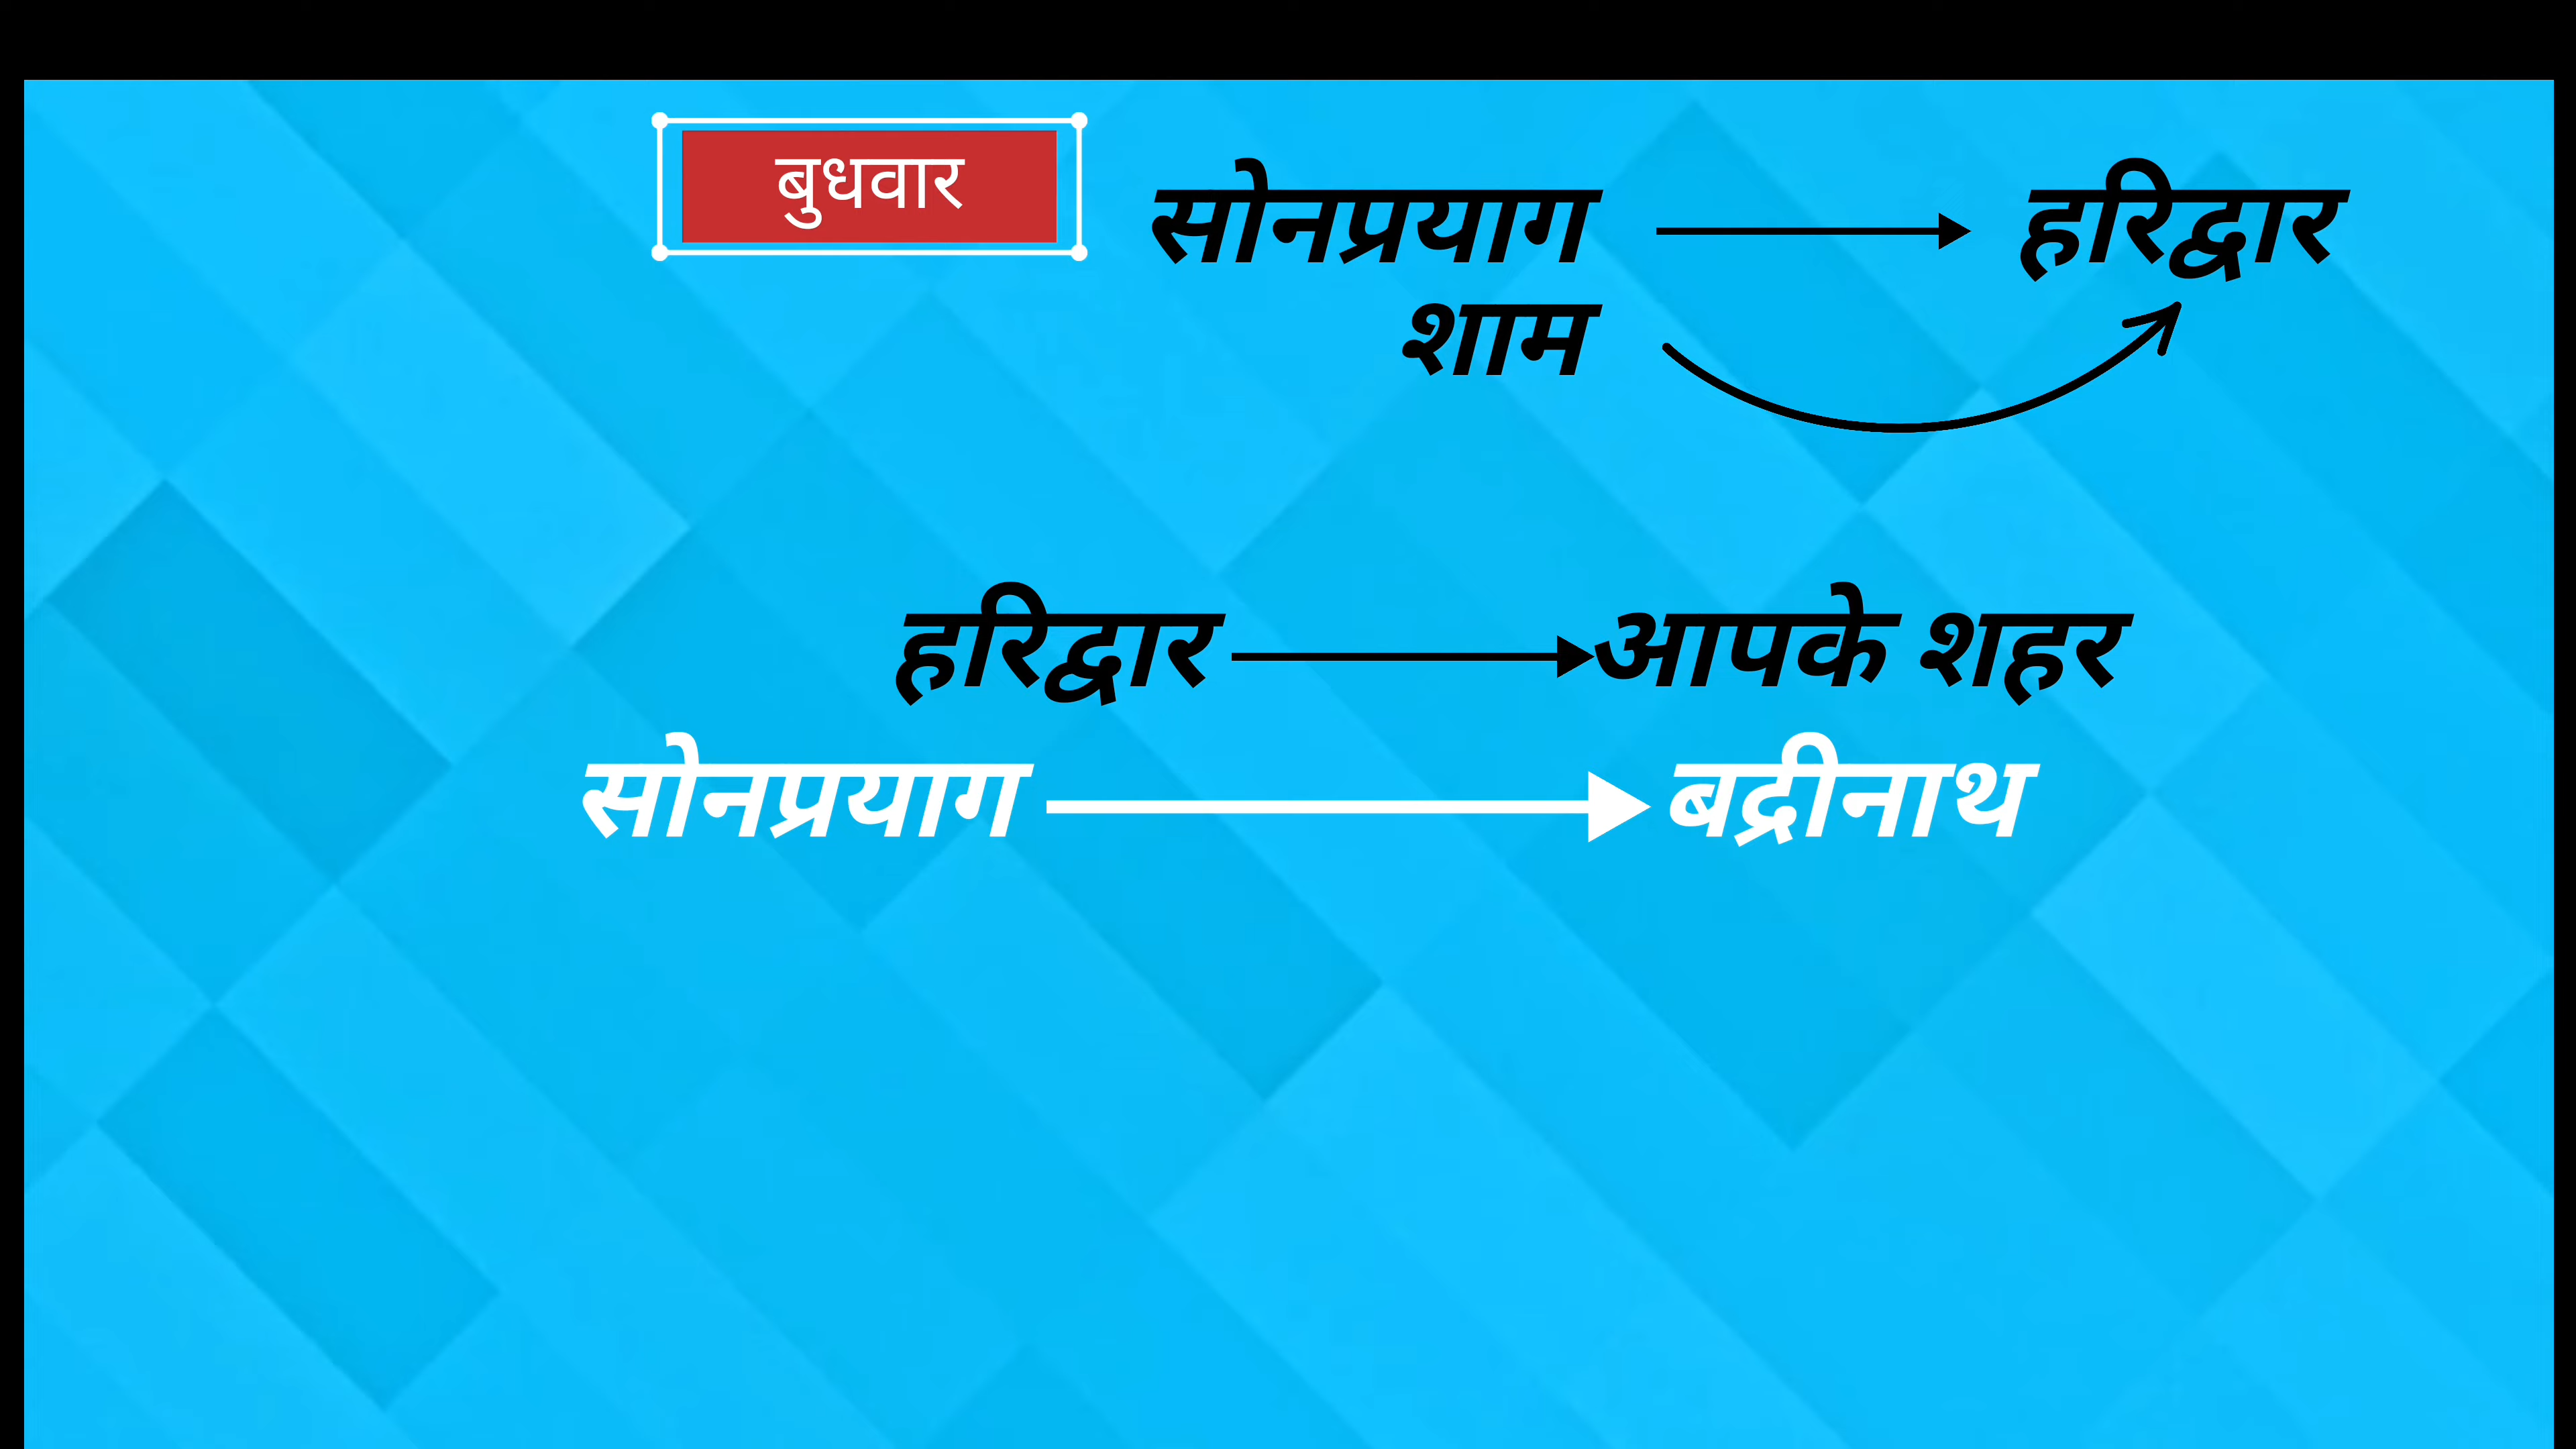 बुधवार
सोनप्रयाग हरिद्वार
शाम
हरिद्वार आपके शहर
सोनप्रयाग बद्रीनाथ